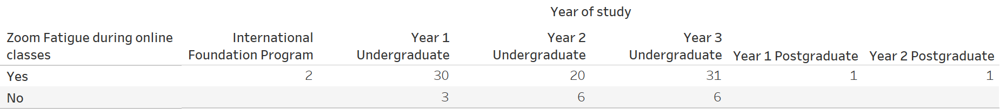 Year of study
Zoom Fatigue during online classes International Foundation Program Year 1 Undergraduate Year 2 Undergraduate Year 3 Undergraduate Year 1 Postgraduate Year 2 Postgraduate
Yes 2 30 20 31 1 1
No 3 6 6